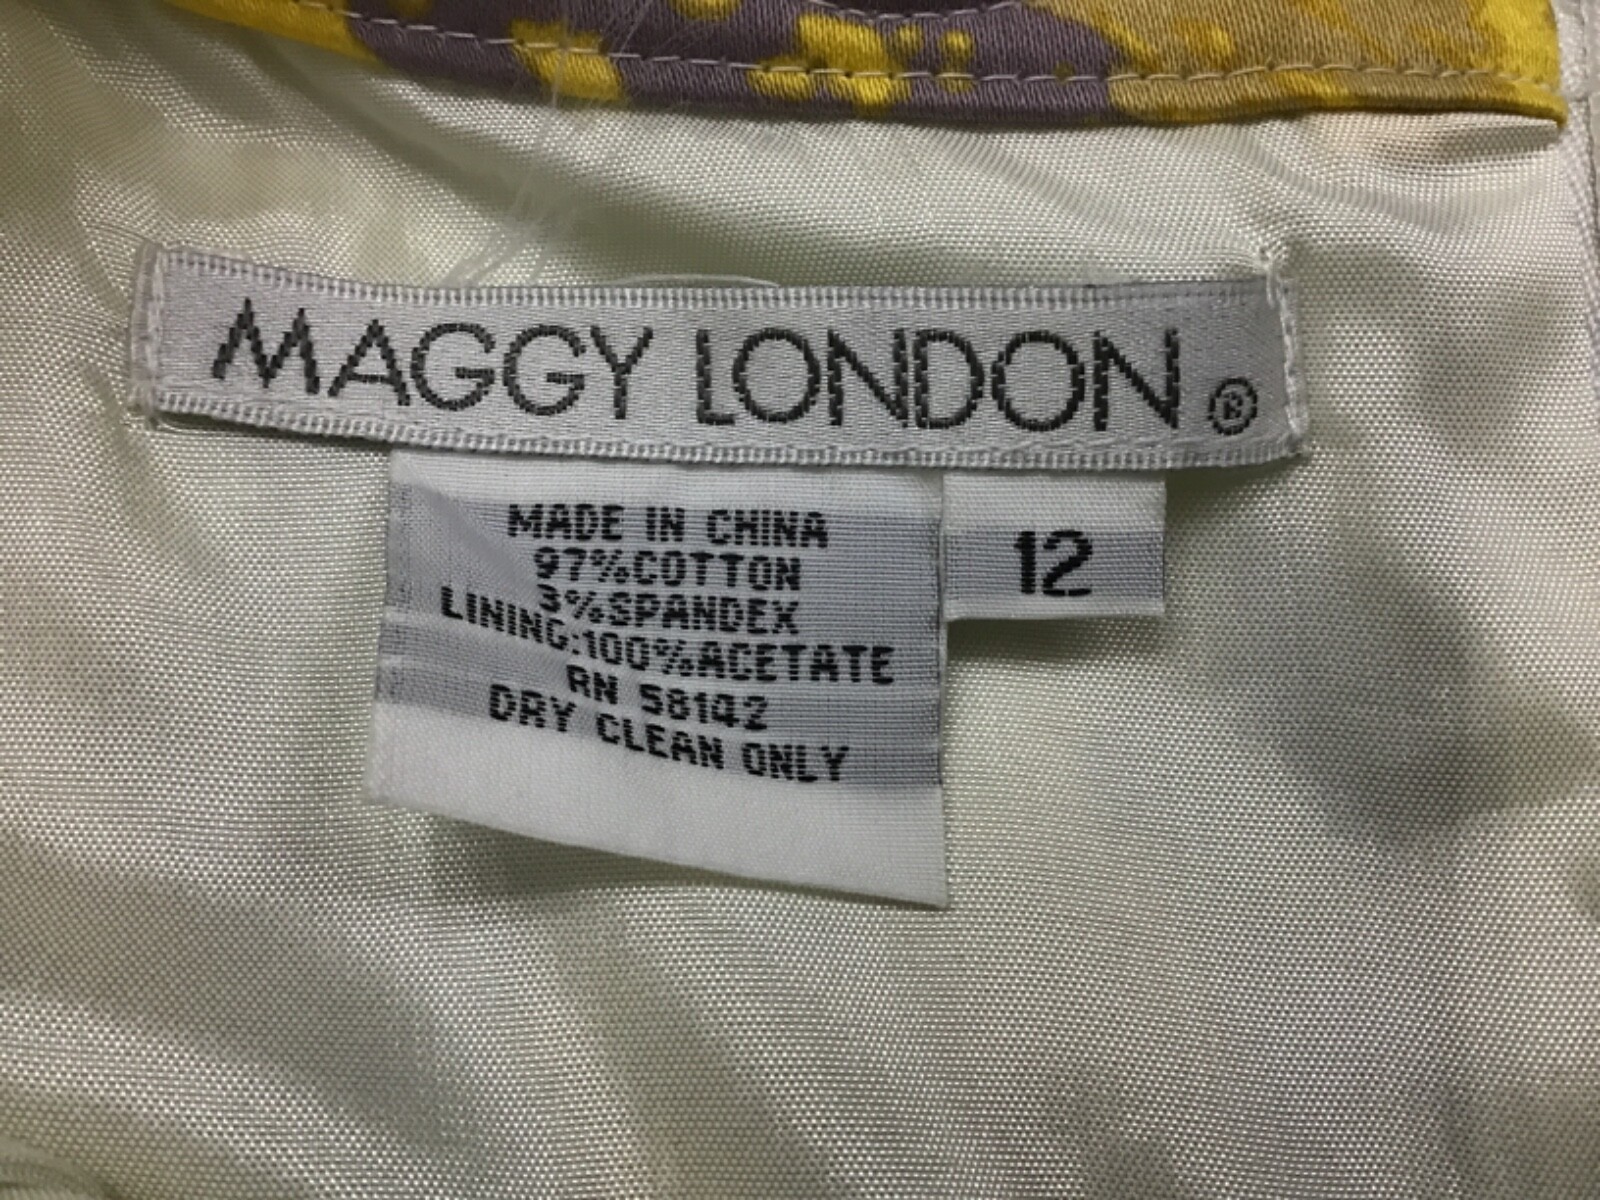 MAGGY LONDON ®
MADE IN CHINA
97%COTTON
3%SPANDEX
LINING:100%ACETATE
RN 58142
DRY CLEAN ONLY
12